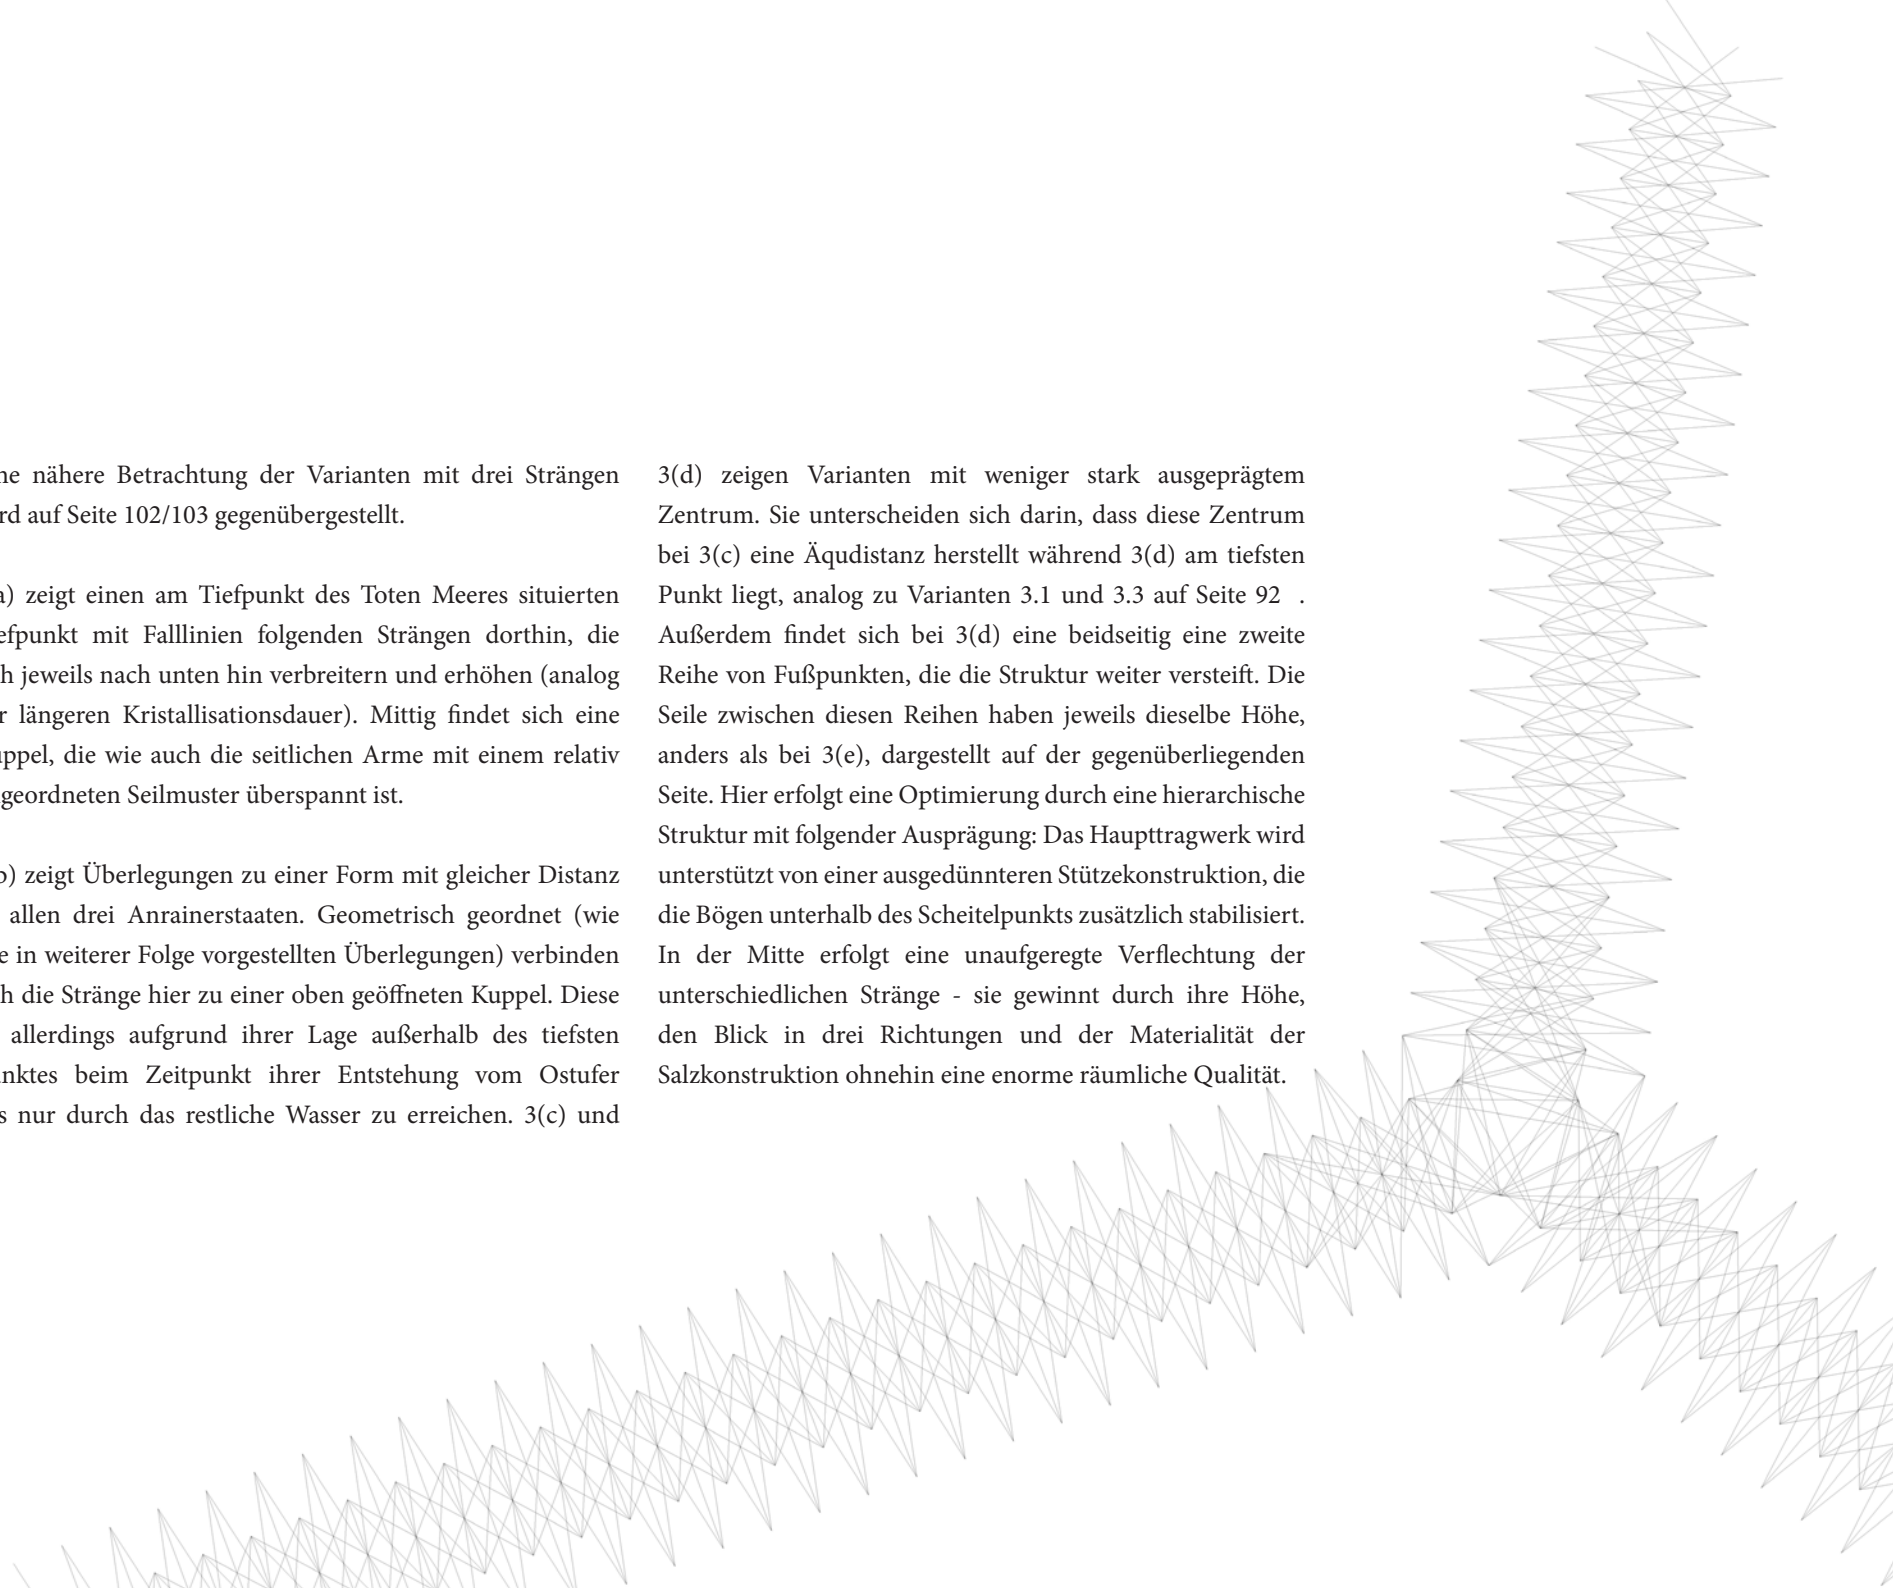 ne nähere Betrachtung der Varianten mit drei Strängen
rd auf Seite 102/103 gegenübergestellt.
a) zeigt einen am Tiefpunkt des Toten Meeres situierten
efpunkt mit Falllinien folgenden Strängen dorthin, die
h jeweils nach unten hin verbreitern und erhöhen (analog
r längeren Kristallisationsdauer). Mittig findet sich eine
uppel, die wie auch die seitlichen Arme mit einem relativ
geordneten Seilmuster überspannt ist.
b) zeigt Überlegungen zu einer Form mit gleicher Distanz
allen drei Anrainerstaaten. Geometrisch geordnet (wie
e in weiterer Folge vorgestellten Überlegungen) verbinden
h die Stränge hier zu einer oben geöffneten Kuppel. Diese
allerdings aufgrund ihrer Lage außerhalb des tiefsten
nktes beim Zeitpunkt ihrer Entstehung vom Ostufer
s nur durch das restliche Wasser zu erreichen. 3(c) und
3(d) zeigen Varianten mit weniger stark ausgeprägtem
Zentrum. Sie unterscheiden sich darin, dass diese Zentrum
bei 3(c) eine Äqudistanz herstellt während 3(d) am tiefsten
Punkt liegt, analog zu Varianten 3.1 und 3.3 auf Seite 92 .
Außerdem findet sich bei 3(d) eine beidseitig eine zweite
Reihe von Fußpunkten, die die Struktur weiter versteift. Die
Seile zwischen diesen Reihen haben jeweils dieselbe Höhe,
anders als bei 3(e), dargestellt auf der gegenüberliegenden
Seite. Hier erfolgt eine Optimierung durch eine hierarchische
Struktur mit folgender Ausprägung: Das Haupttragwerk wird
unterstützt von einer ausgedünnteren Stützekonstruktion, die
die Bögen unterhalb des Scheitelpunkts zusätzlich stabilisiert.
In der Mitte erfolgt eine unaufgeregte Verflechtung der
unterschiedlichen Stränge - sie gewinnt durch ihre Höhe,
den Blick in drei Richtungen und der Materialität der
Salzkonstruktion ohnehin eine enorme räumliche Qualität.